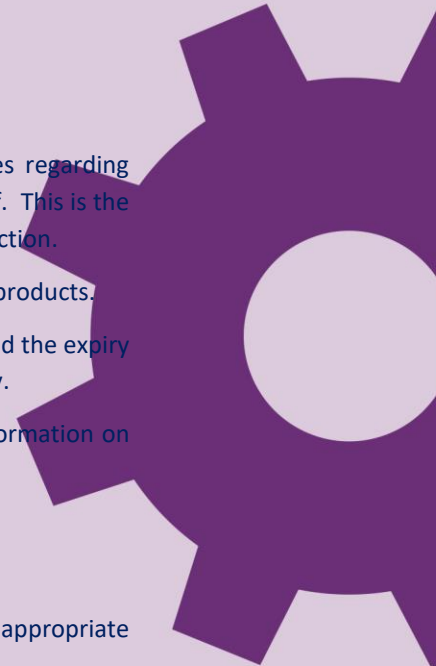 es regarding
. This is the
ction.
products.
d the expiry
.
ormation on
appropriate